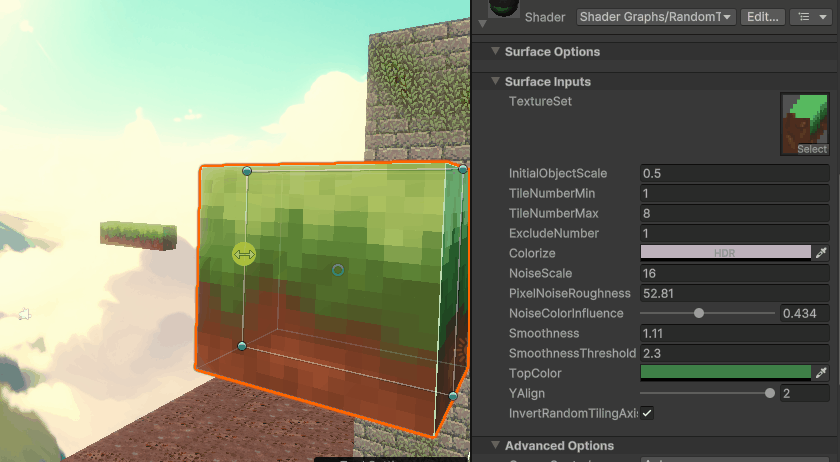 Shader Shader Graphs/RandomT Edit...
Surface Options
Surface Inputs
TextureSet
Select
InitialObjectScale 0.5
TileNumberMin 1
TileNumberMax 8
ExcludeNumber 1
Colorize HDR
NoiseScale 16
PixelNoiseRoughness 52.81
NoiseColorInfluence 0.434
Smoothness 1.11
SmoothnessThreshold 2.3
TopColor
YAlign 2
InvertRandomTilingAxi
Advanced Options